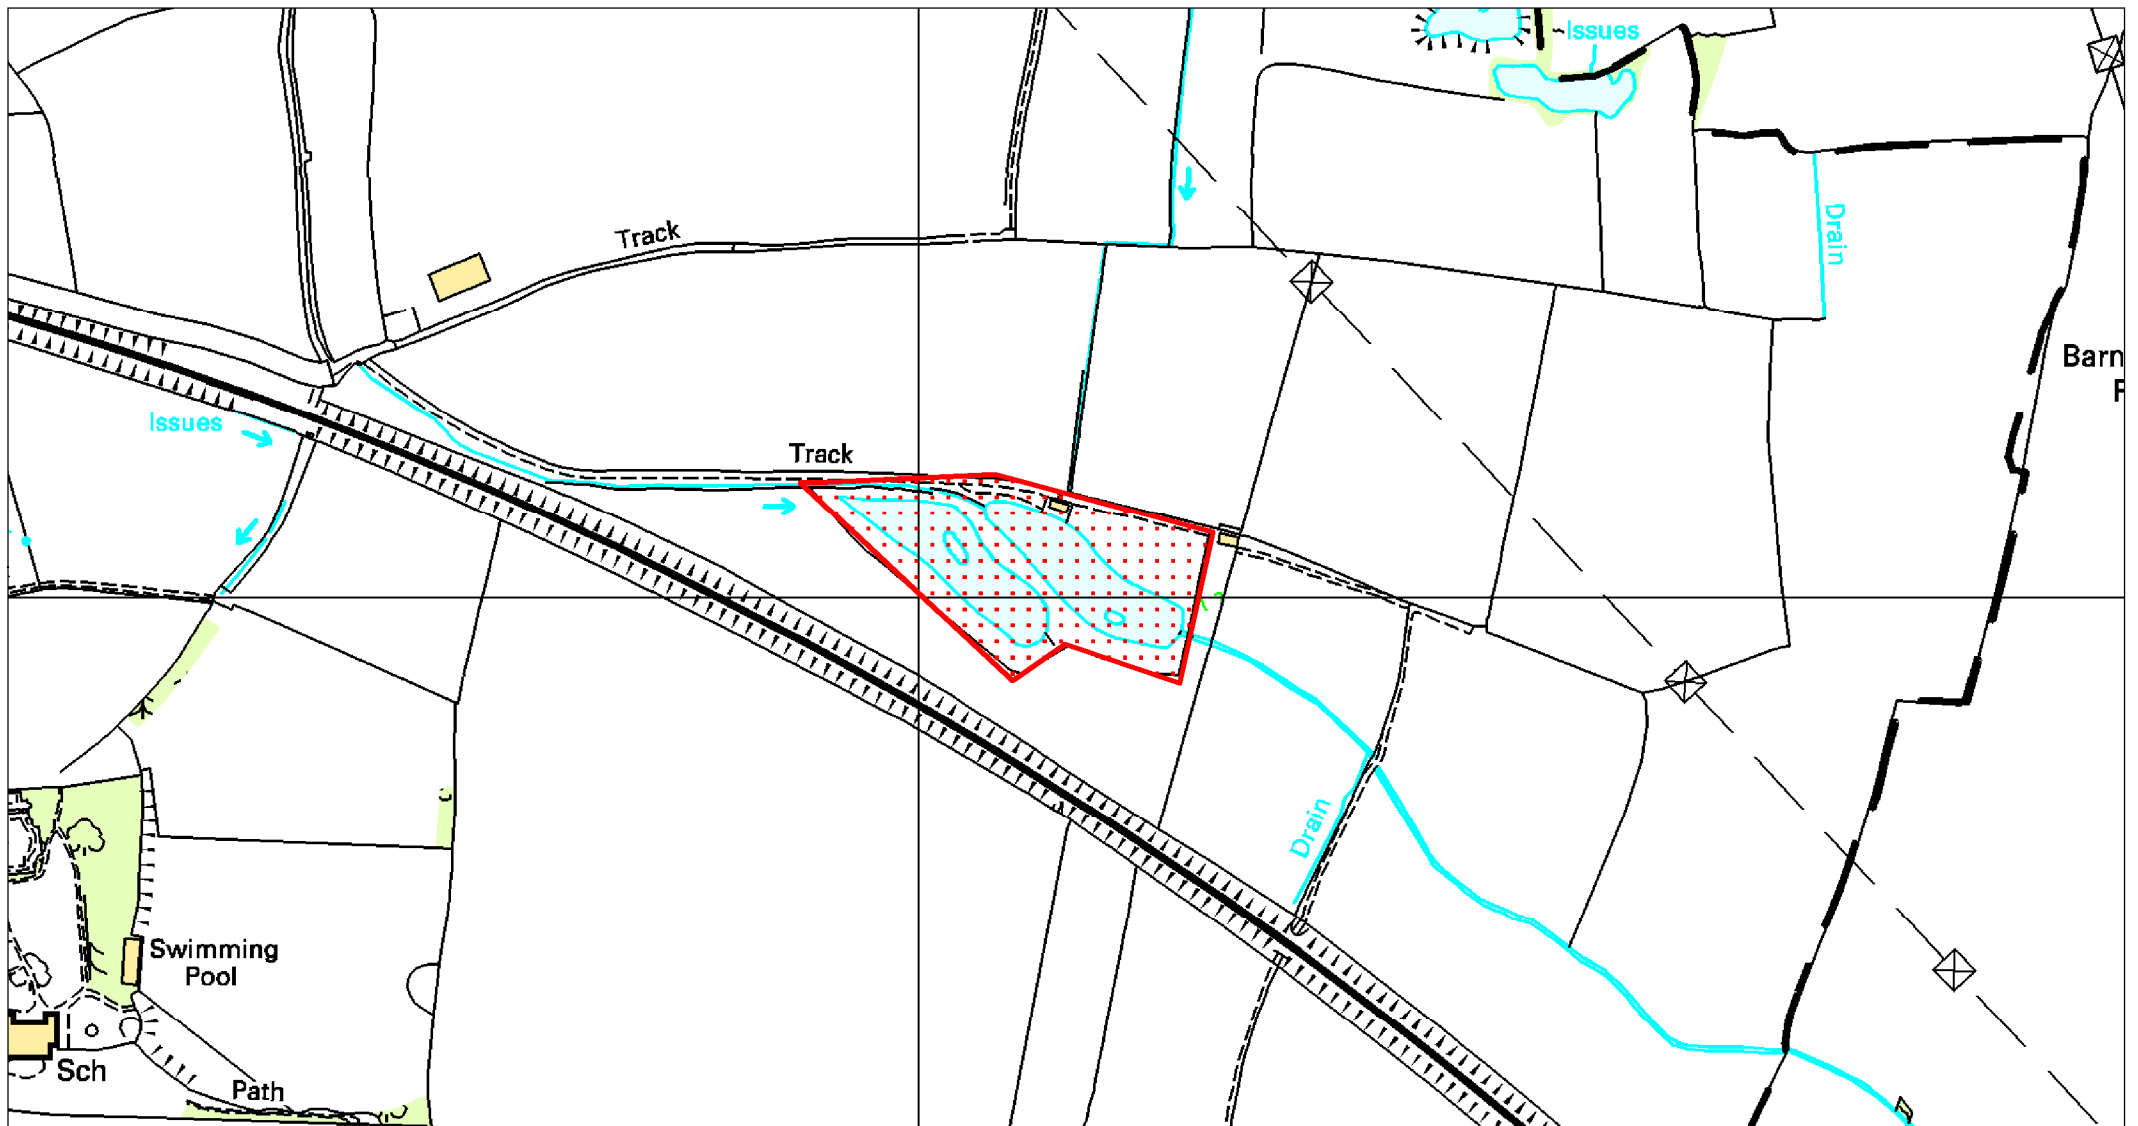 Issues
Track
Drain
Barn
F
Issues
Track
Drain
Swimming
Pool
Sch
Path